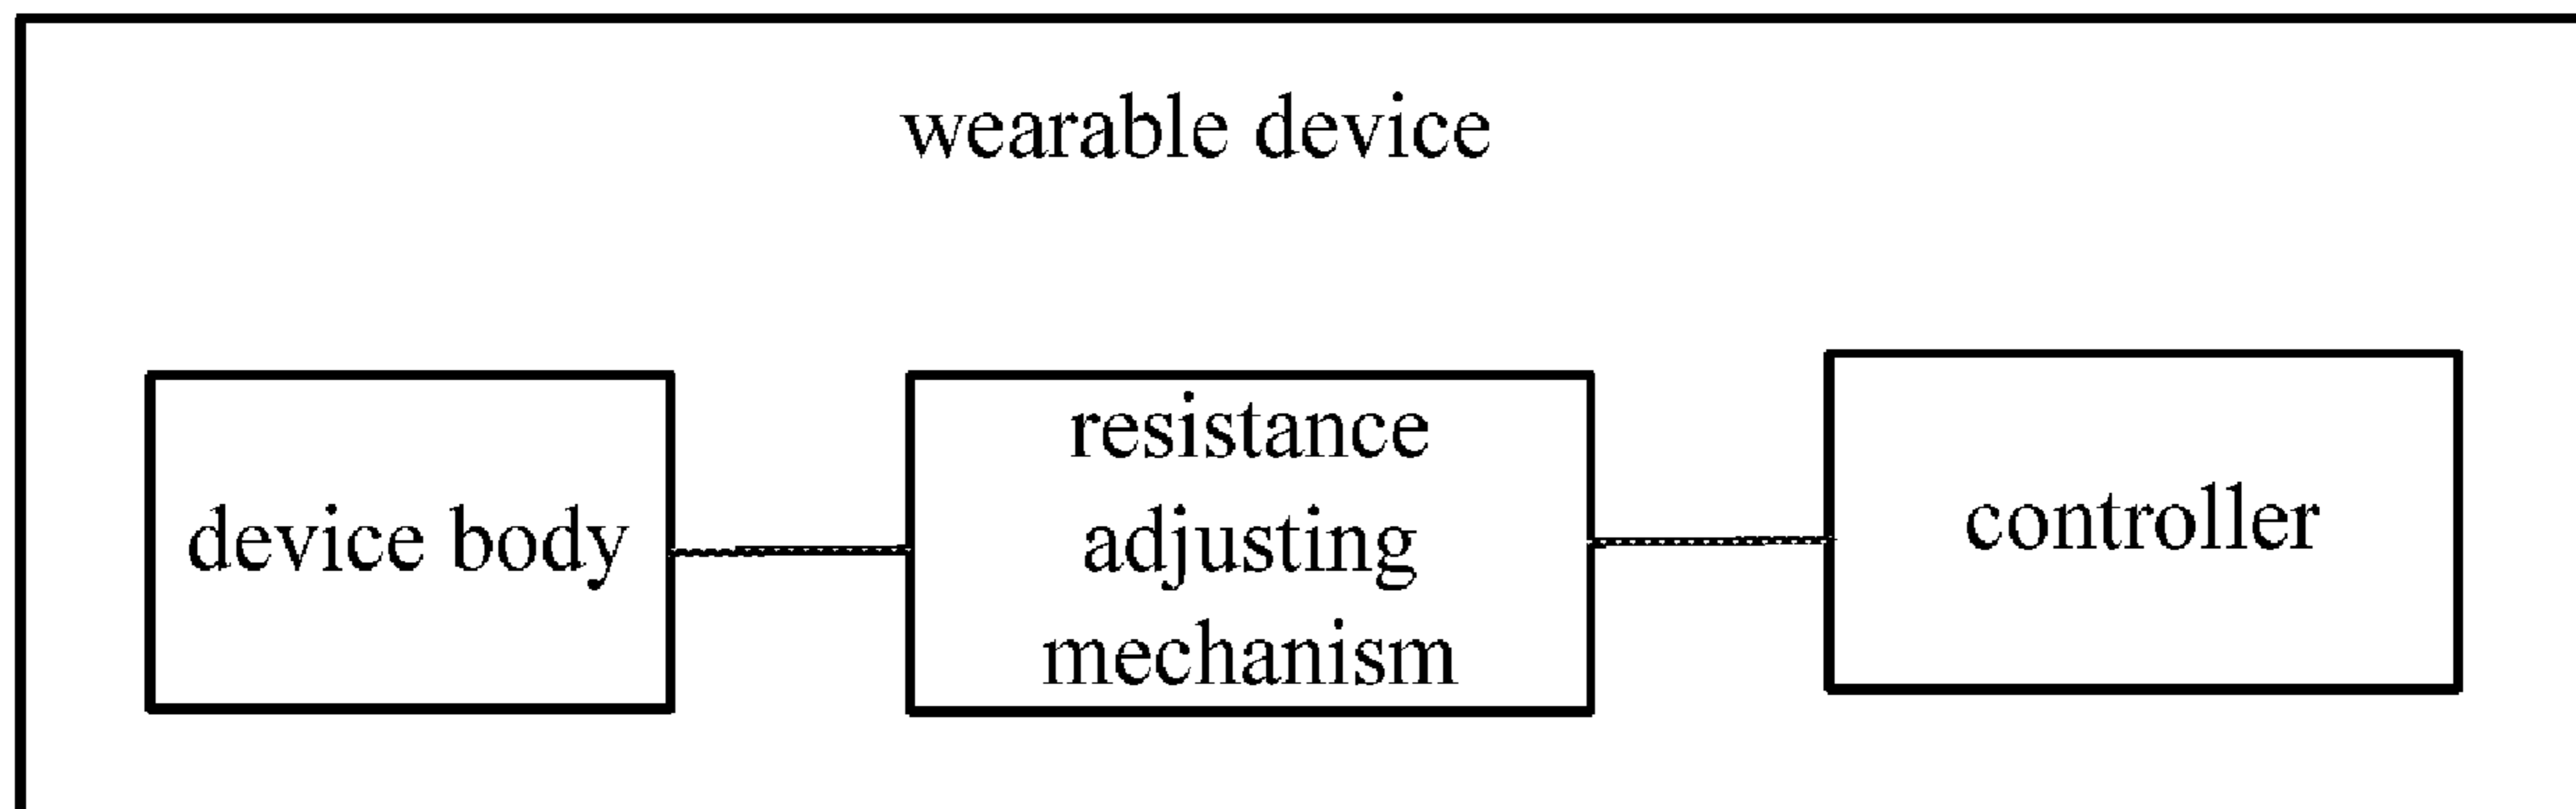 wearable device
device body
resistance
adjusting
mechanism
controller